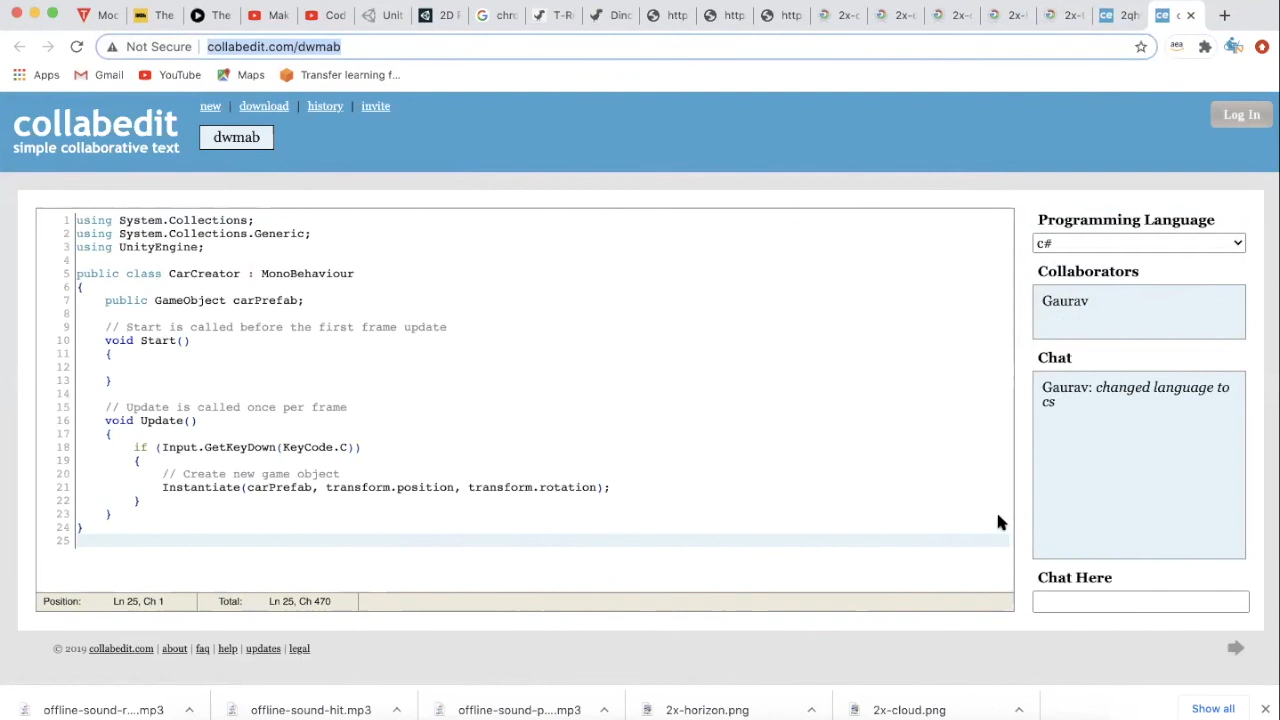 Moc
The
The
Mak
Cod
Unit
2D
chro
T-R
Dinc
http
http
http
2x-c
2x-c
2x-c
2x-
2x-
2qh
Not Secure
collabedit.com/dwmab
aea
Apps
Gmail
YouTube
Maps
Transfer learning f...
collabedit
simple collaborative text
new | download | history | invite
dwmab
Log In
1 using System.Collections;
2 using System.Collections.Generic;
3 using UnityEngine;
4
5 public class CarCreator : MonoBehaviour
6 {
7 public GameObject carPrefab;
8
9 // Start is called before the first frame update
10 void Start()
11 {
12
13 }
14
15 // Update is called once per frame
16 void Update()
17 {
18 if (Input.GetKeyDown(KeyCode.C))
19 {
20 // Create new game object
21 Instantiate(carPrefab, transform.position, transform.rotation);
22 }
23 }
24 }
25
Position: Ln 25, Ch 1 Total: Ln 25, Ch 470
Programming Language
c#
Collaborators
Gaurav
Chat
Gaurav: changed language to
cs
Chat Here
© 2019 collabedit.com | about | faq | help | updates | legal
offline-sound-r....mp3
offline-sound-hit.mp3
offline-sound-p....mp3
2x-horizon.png
2x-cloud.png
Show all